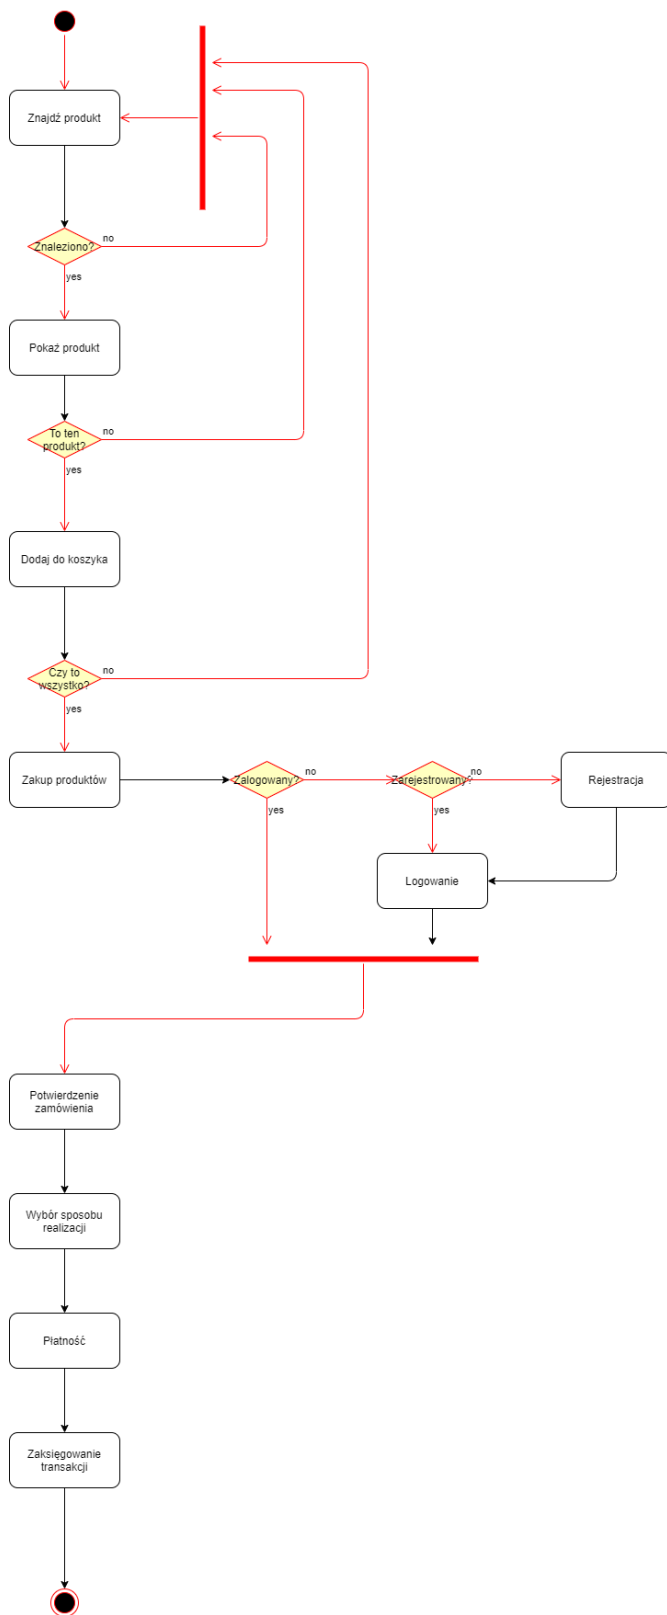 Znajdź produkt
Znaleziono?
no
yes
Pokaż produkt
To ten
produkt?
no
yes
Dodaj do koszyka
Czy to
wszystko?
no
yes
Zakup produktów
Zalogowany?
no
yes
Zarejestrowany?
no
yes
Rejestracja
Logowanie
Potwierdzenie
zamówienia
Wybór sposobu
realizacji
Płatność
Zaksięgowanie
transakcji